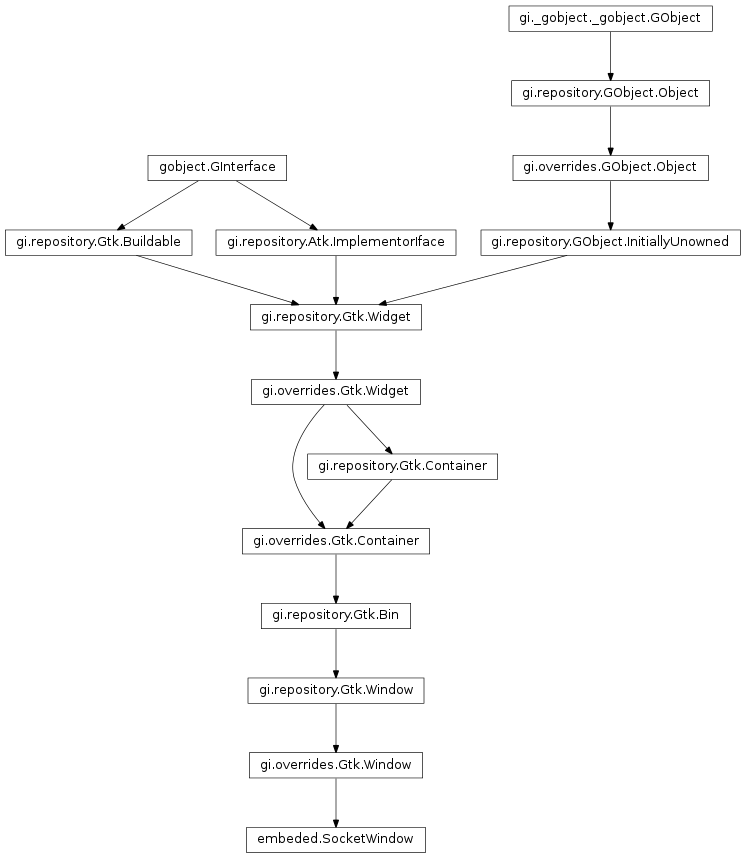 gi._gobject._gobject.GObject
gi.repository.GObject.Object
gobject.GInterface
gi.overrides.GObject.Object
gi.repository.Gtk.Buildable
gi.repository.Atk.ImplementorIface
gi.repository.GObject.InitiallyUnowned
gi.repository.Gtk.Widget
gi.overrides.Gtk.Widget
gi.repository.Gtk.Container
gi.overrides.Gtk.Container
gi.repository.Gtk.Bin
gi.repository.Gtk.Window
gi.overrides.Gtk.Window
embeded.SocketWindow